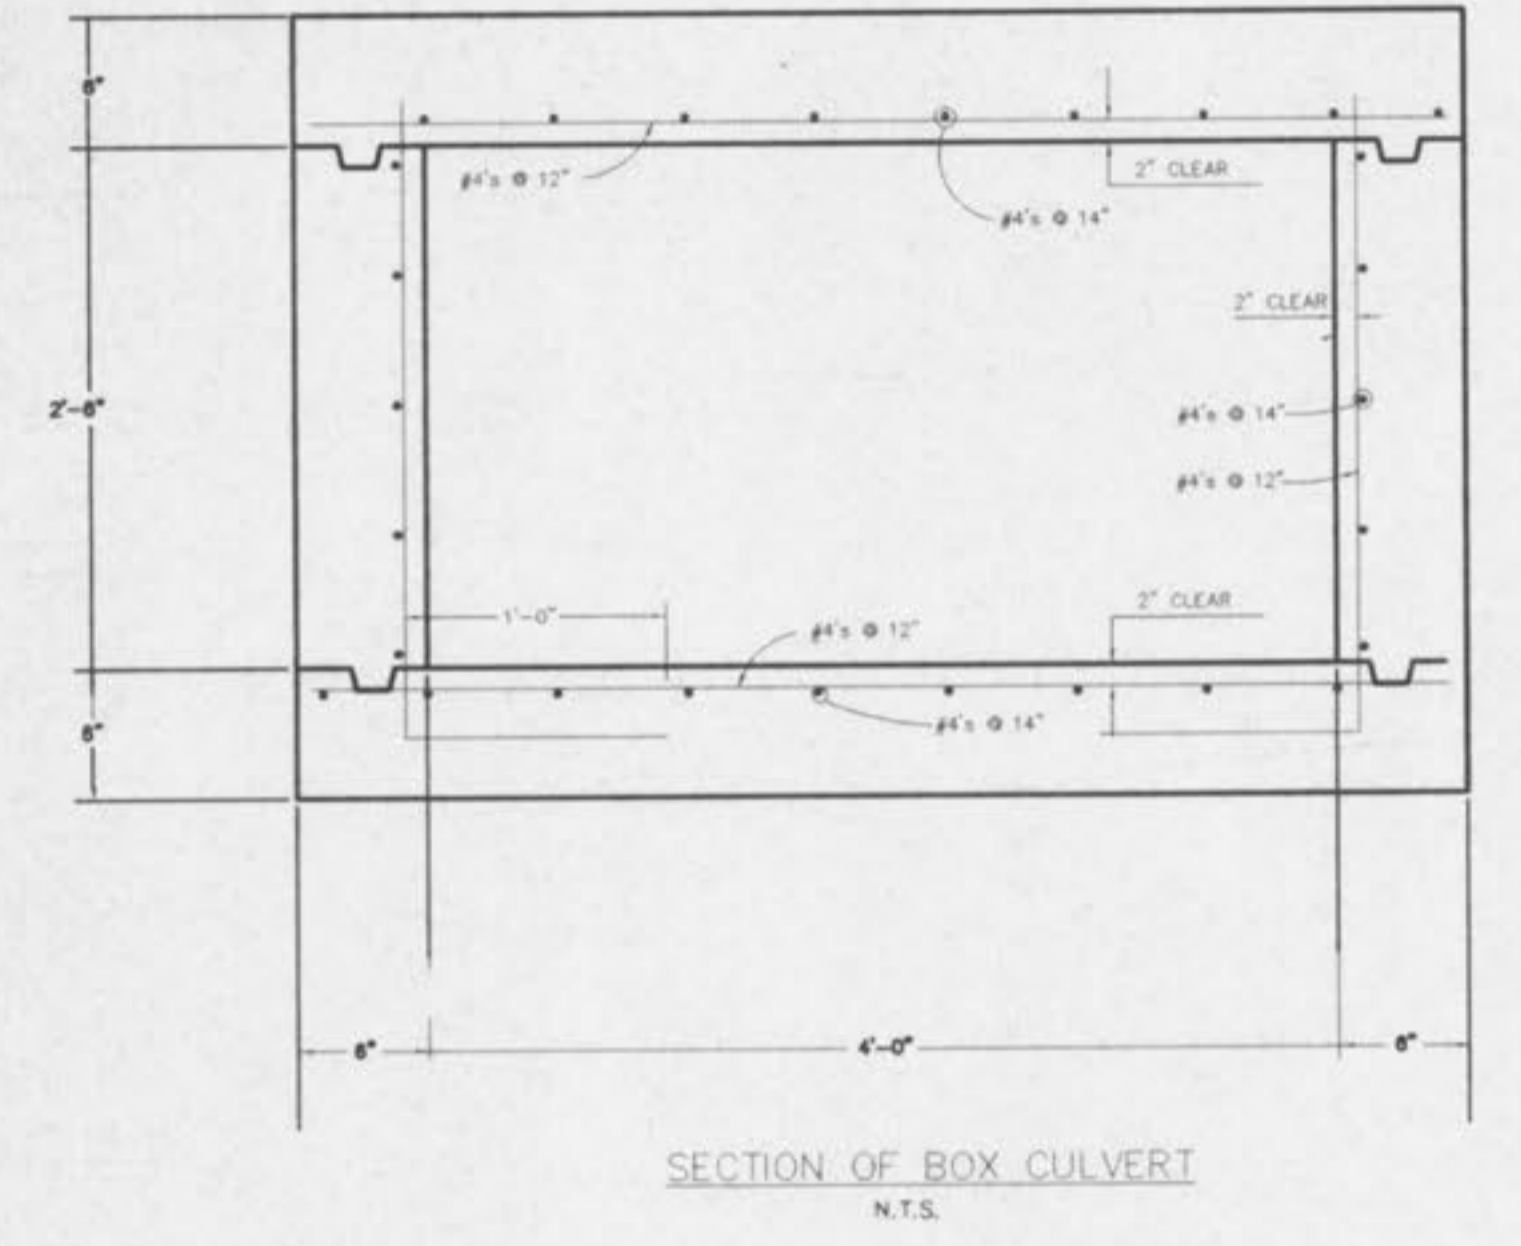 6"
#4's @ 12"
2" CLEAR
#4's @ 14"
2" CLEAR
2'-6"
#4's @ 14"
#4's @ 12"
1'-0"
2" CLEAR
#4's @ 12"
6"
#4's @ 14"
6"
4'-0"
6"
SECTION OF BOX CULVERT
N.T.S.